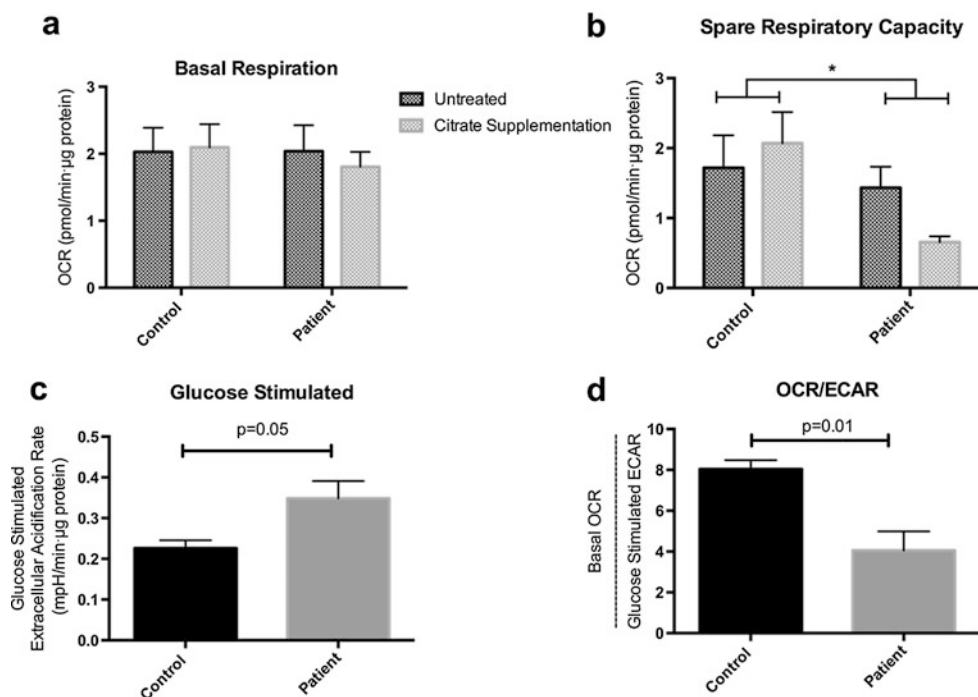 a
Basal Respiration
OCR (pmol/min·µg protein)
3
2
1
0
Control
Patient
Untreated
Citrate Supplementation
b
Spare Respiratory Capacity
OCR (pmol/min·µg protein)
3
2
1
0
*
Control
Patient
c
Glucose Stimulated
Glucose Stimulated
Extracellular Acidification Rate
(mpH/min·µg protein)
0.5
0.4
0.3
0.2
0.1
0.0
p=0.05
Control
Patient
d
OCR/ECAR
Basal OCR
Glucose Stimulated ECAR
10
8
6
4
2
0
p=0.01
Control
Patient